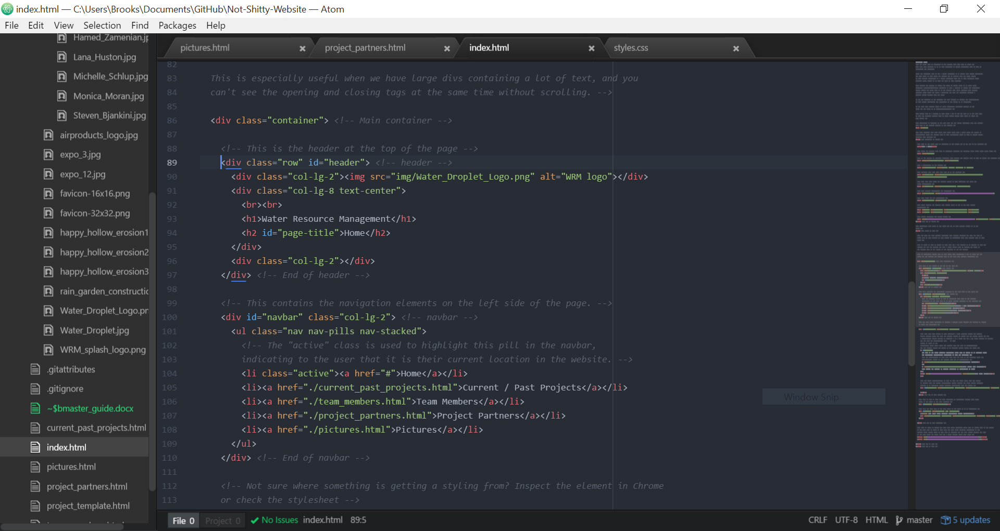 index.html — C:\Users\Brooks\Documents\GitHub\Not-Shitty-Website — Atom
File Edit View Selection Find Packages Help
Hamed_Zamenian.jp
Lana_Huston.jpg
Michelle_Schlup.jpg
Monica_Moran.jpg
Steven_Bjankini.jpg
airproducts_logo.jpg
expo_3.jpg
expo_12.jpg
favicon-16x16.png
favicon-32x32.png
happy_hollow_erosion1
happy_hollow_erosion2
happy_hollow_erosion3
rain_garden_constructic
Water_Droplet_Logo.pn
Water_Droplet.jpg
WRM_splash_logo.png
.gitattributes
.gitignore
~$bmaster_guide.docx
current_past_projects.html
index.html
pictures.html
project_partners.html
project_template.html
pictures.html project_partners.html index.html styles.css
82
83 This is especially useful when we have large divs containing a lot of text, and you
84 can't see the opening and closing tags at the same time without scrolling. -->
85
86 <div class="container"> <!-- Main container -->
87
88 <!-- This is the header at the top of the page -->
89 <div class="row" id="header"> <!-- header -->
90 <div class="col-lg-2"><img src="img/Water_Droplet_Logo.png" alt="WRM logo"></div>
91 <div class="col-lg-8 text-center">
92 <br><br>
93 <h1>Water Resource Management</h1>
94 <h2 id="page-title">Home</h2>
95 </div>
96 <div class="col-lg-2"></div>
97 </div> <!-- End of header -->
98
99 <!-- This contains the navigation elements on the left side of the page. -->
100 <div id="navbar" class="col-lg-2"> <!-- navbar -->
101 <ul class="nav nav-pills nav-stacked">
102 <!-- The "active" class is used to highlight this pill in the navbar,
103 indicating to the user that it is their current location in the website. -->
104 <li class="active"><a href="#">Home</a></li>
105 <li><a href="./current_past_projects.html">Current / Past Projects</a></li>
106 <li><a href="./team_members.html">Team Members</a></li>
107 <li><a href="./project_partners.html">Project Partners</a></li>
108 <li><a href="./pictures.html">Pictures</a></li>
109 </ul>
110 </div> <!-- End of navbar -->
111
112 <!-- Not sure where something is getting a styling from? Inspect the element in Chrome
113 or check the stylesheet -->
Window Snip
File 0 Project 0 No Issues index.html 89:5 CRLF UTF-8 HTML master 5 updates